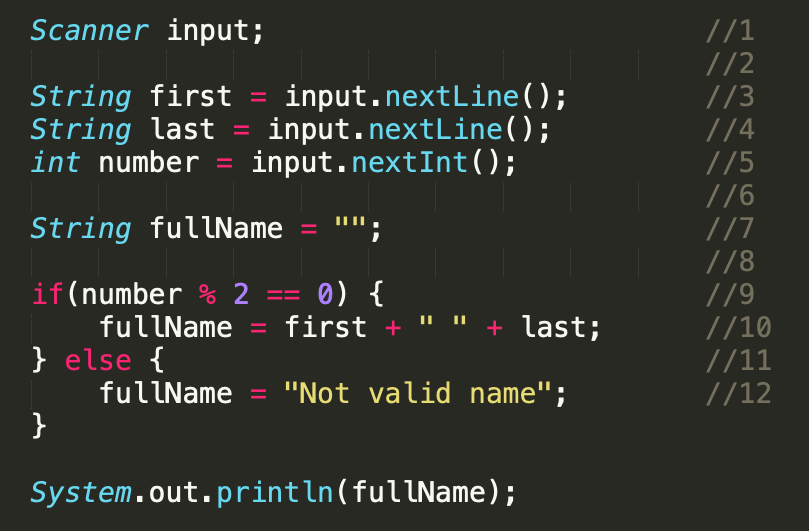 Scanner input; //1
//2
String first = input.nextLine(); //3
String last = input.nextLine(); //4
int number = input.nextInt(); //5
//6
String fullName = ""; //7
//8
if(number % 2 == 0) { //9
    fullName = first + " " + last; //10
} else { //11
    fullName = "Not valid name"; //12
}
System.out.println(fullName);